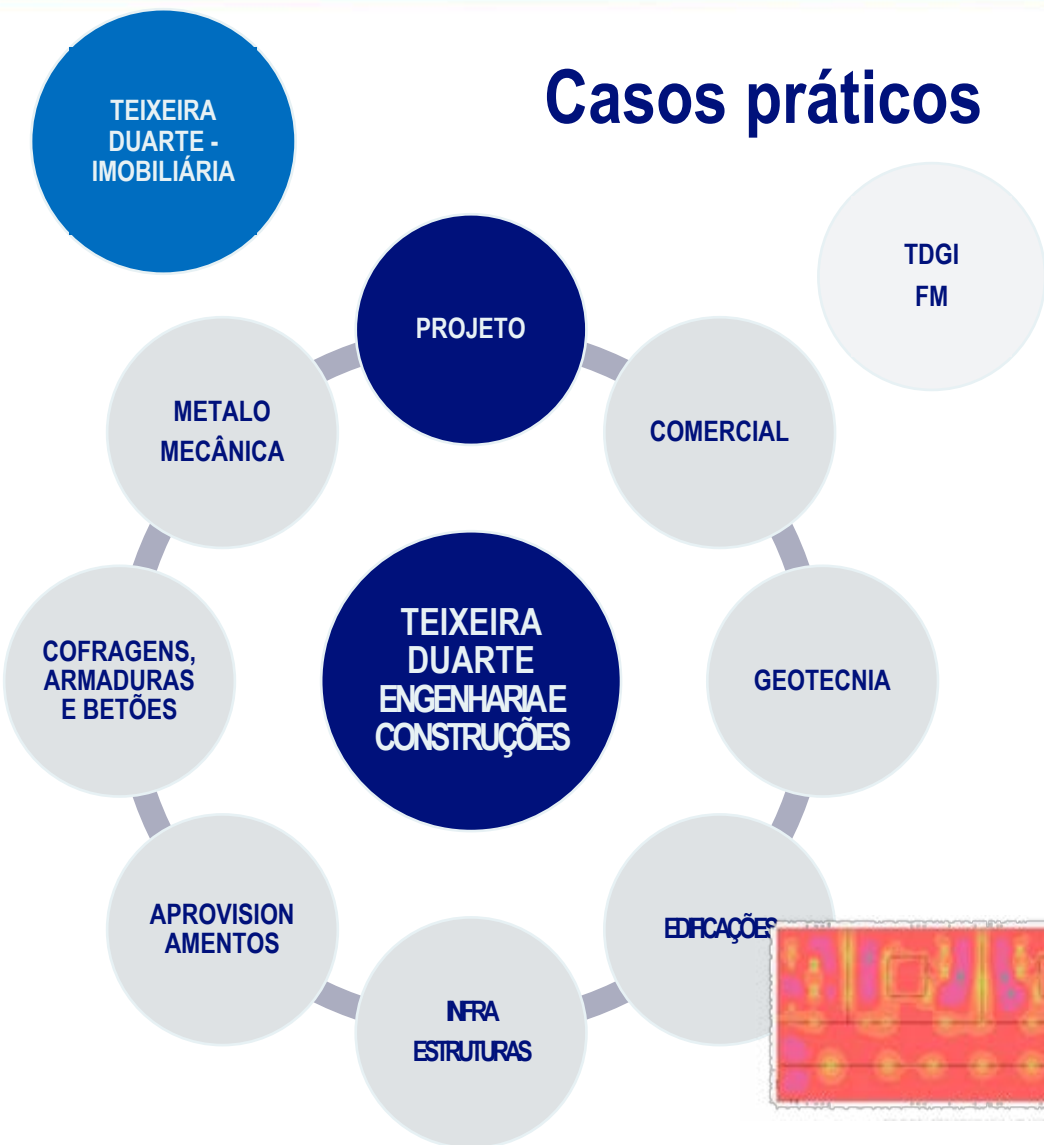 Casos práticos
TEIXEIRA
DUARTE -
IMOBILIÁRIA
TDGI
FM
PROJETO
METALO
MECÂNICA
COMERCIAL
COFRAGENS,
ARMADURAS
E BETÕES
TEIXEIRA
DUARTE
ENGENHARIA E
CONSTRUÇÕES
GEOTECNIA
APROVISION
AMENTOS
EDIFICAÇÕES
INFRA
ESTRUTURAS